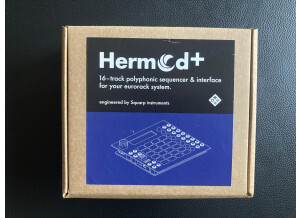 Hermod+
16-track polyphonic sequencer & interface
for your eurorack system.
engineered by Squarp instruments